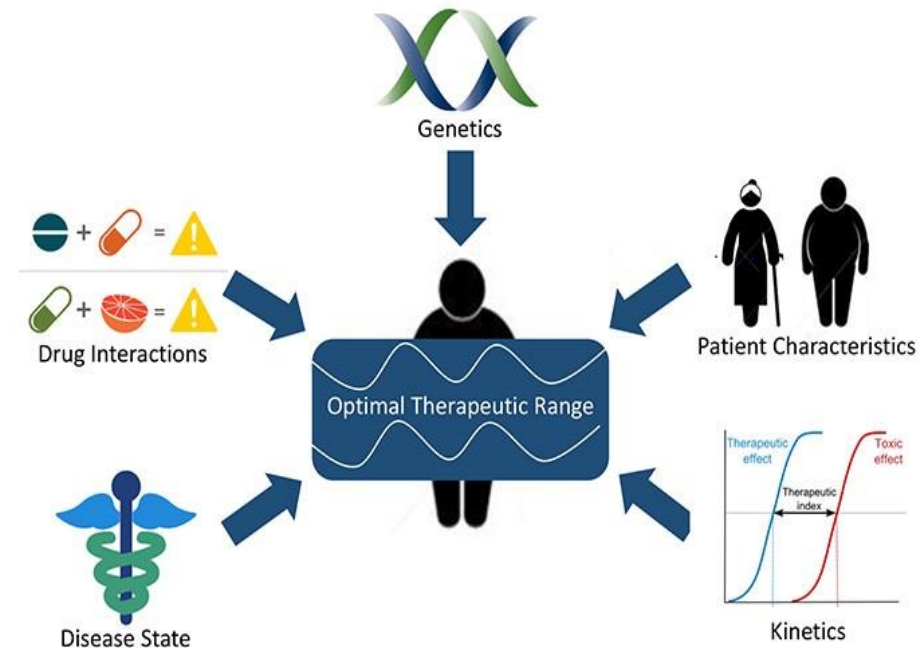 Genetics
+ =
+ =
Drug Interactions
Patient Characteristics
Optimal Therapeutic Range
Therapeutic
effect
Toxic
effect
Therapeutic
index
Disease State
Kinetics